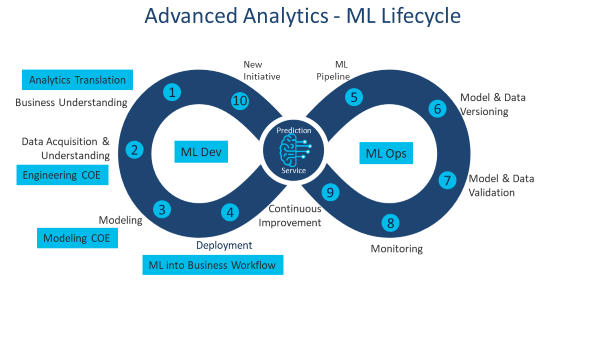 Advanced Analytics - ML Lifecycle
Analytics Translation
Business Understanding
1
New
Initiative
10
ML
Pipeline
5
Model & Data
Versioning
6
Data Acquisition &
Understanding
2
Engineering COE
ML Dev
Prediction
Service
ML Ops
7
Model & Data
Validation
Modeling
3
Modeling COE
4
Deployment
ML into Business Workflow
9
Continuous
Improvement
8
Monitoring